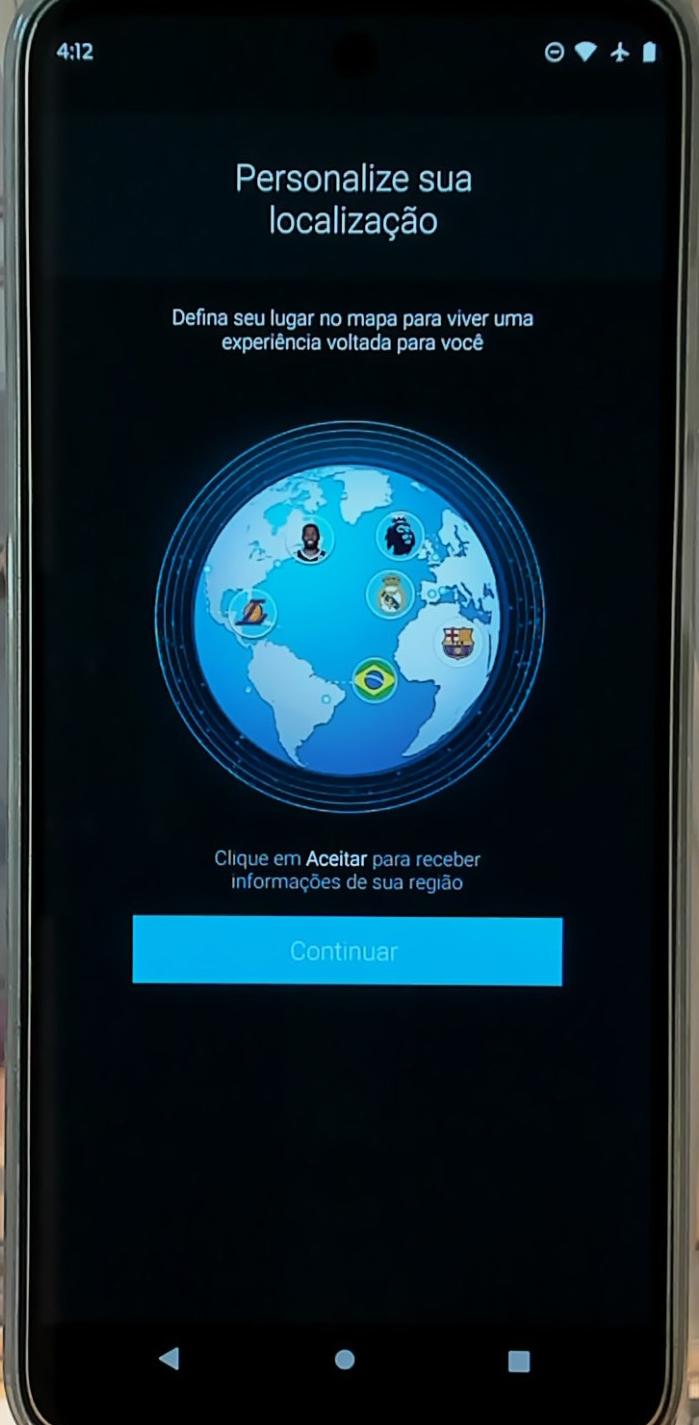 4:12
Personalize sua
localização
Defina seu lugar no mapa para viver uma
experiência voltada para você
Clique em Aceitar para receber
informações de sua região
Continuar